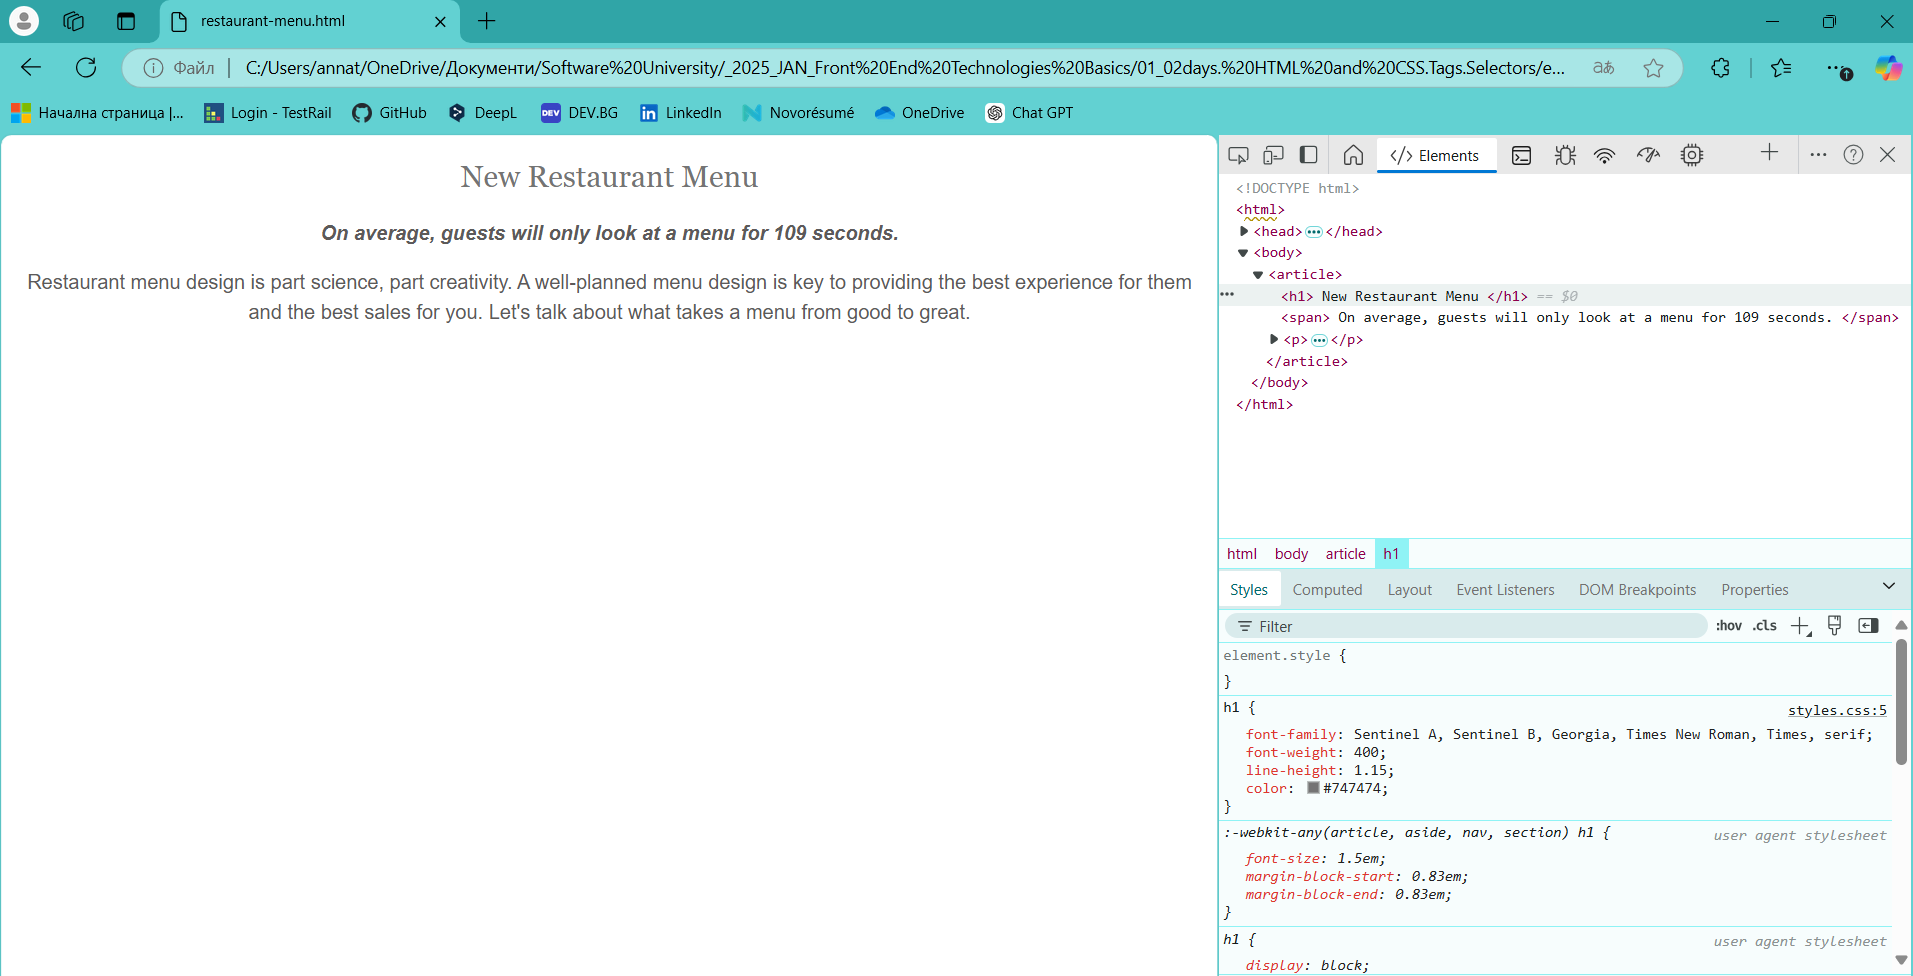 restaurant-menu.html
Файл
C:/Users/annat/OneDrive/Документи/Software%20University/_2025_JAN_Front%20End%20Technologies%20Basics/01_02days.%20HTML%20and%20CSS.Tags.Selectors/e...
aあ
Начална страница |...
Login - TestRail
GitHub
DeepL
DEV
DEV.BG
in
LinkedIn
Novorésumé
OneDrive
Chat GPT
New Restaurant Menu
On average, guests will only look at a menu for 109 seconds.
Restaurant menu design is part science, part creativity. A well-planned menu design is key to providing the best experience for them
and the best sales for you. Let's talk about what takes a menu from good to great.
</> Elements
<!DOCTYPE html>
<html>
<head>•••</head>
<body>
<article>
••• <h1> New Restaurant Menu </h1> == $0
<span> On average, guests will only look at a menu for 109 seconds. </span>
<p>•••</p>
</article>
</body>
</html>
html body article h1
Styles Computed Layout Event Listeners DOM Breakpoints Properties
Filter :hov .cls
element.style {
}
h1 { styles.css:5
font-family: Sentinel A, Sentinel B, Georgia, Times New Roman, Times, serif;
font-weight: 400;
line-height: 1.15;
color: #747474;
}
:-webkit-any(article, aside, nav, section) h1 { user agent stylesheet
font-size: 1.5em;
margin-block-start: 0.83em;
margin-block-end: 0.83em;
}
h1 { user agent stylesheet
display: block;